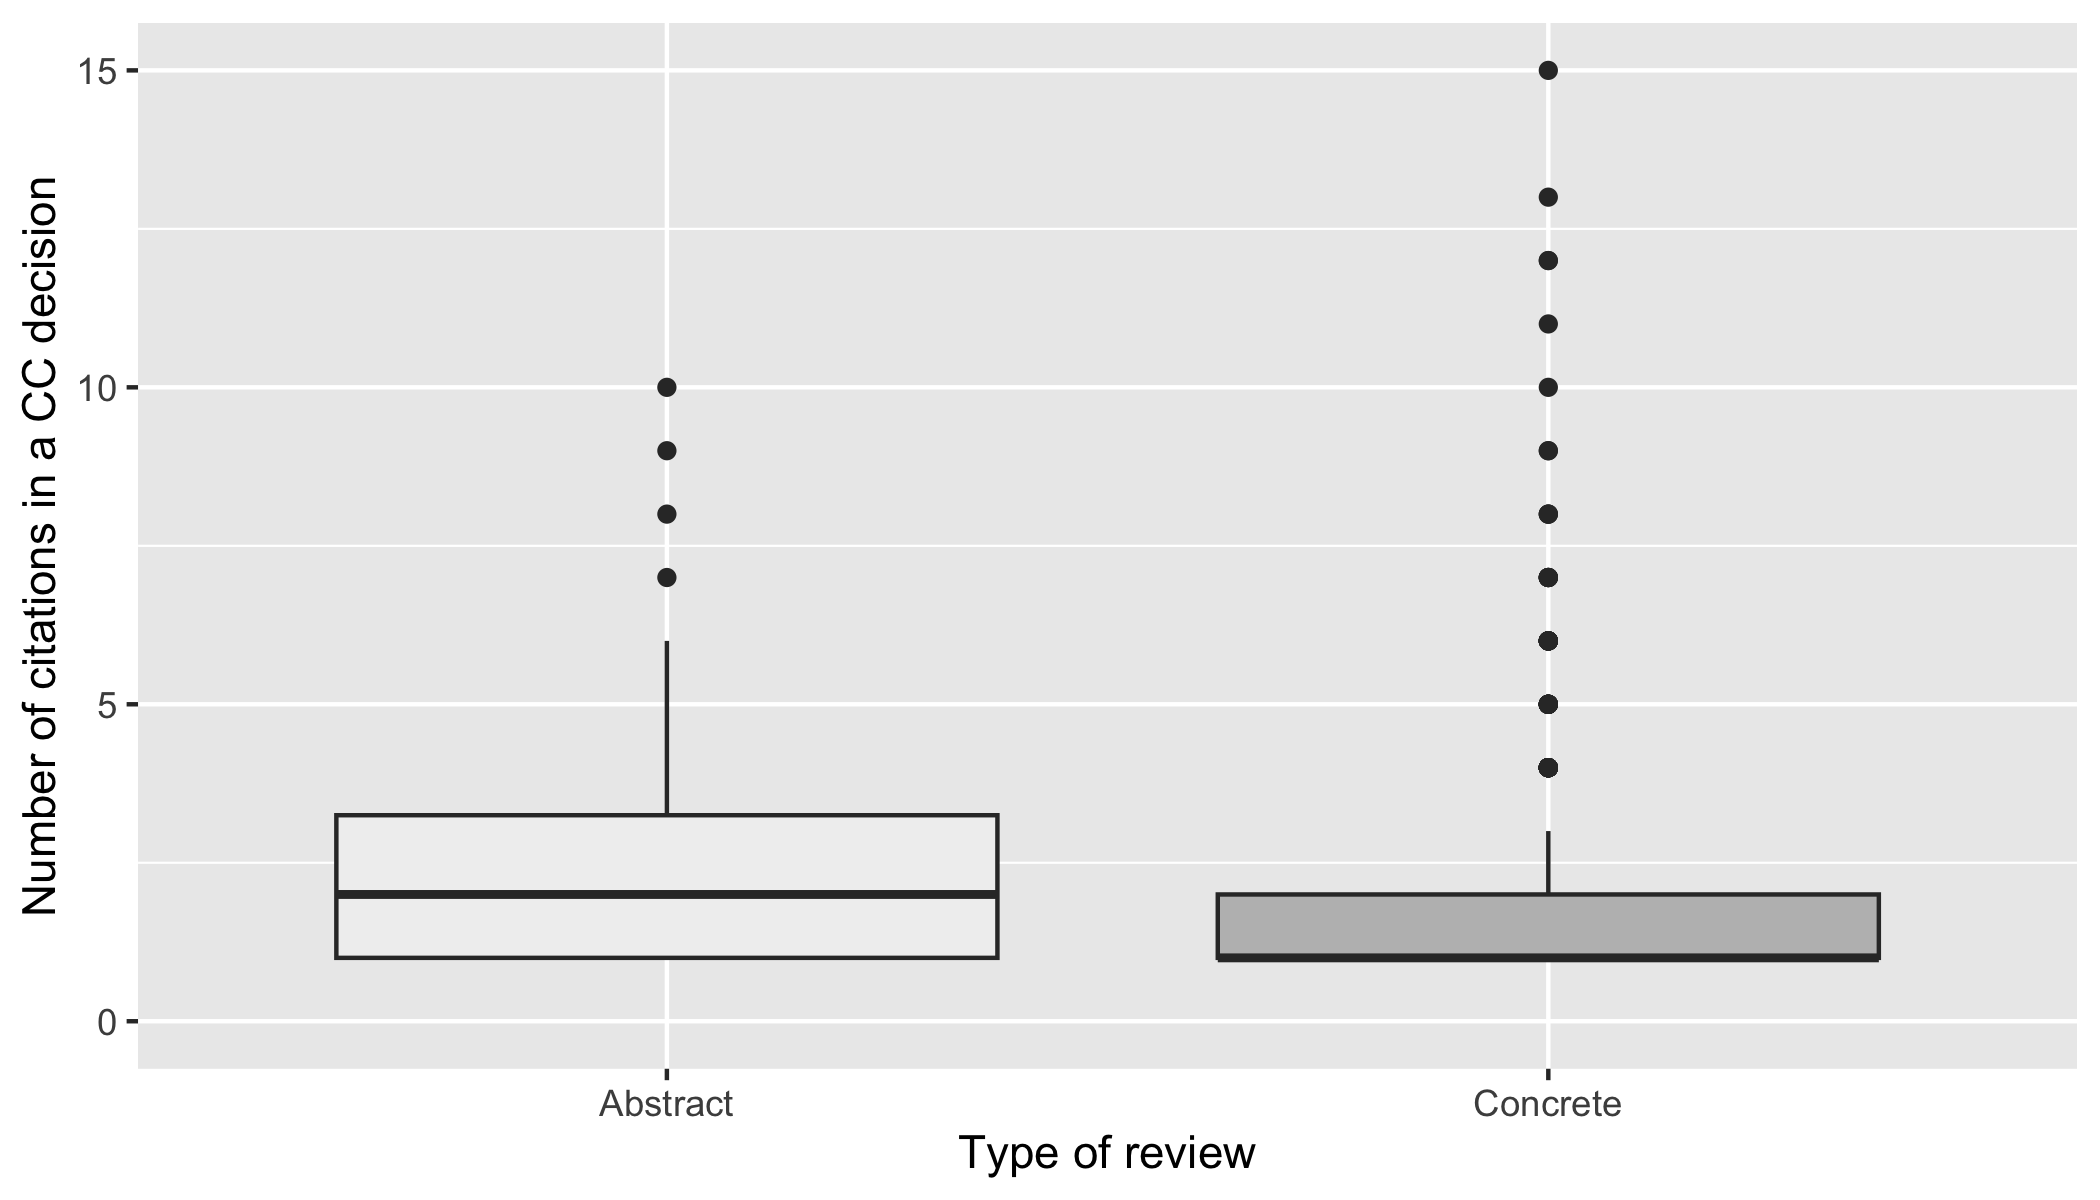 Number of citations in a CC decision
15
10
5
0
Abstract
Concrete
Type of review